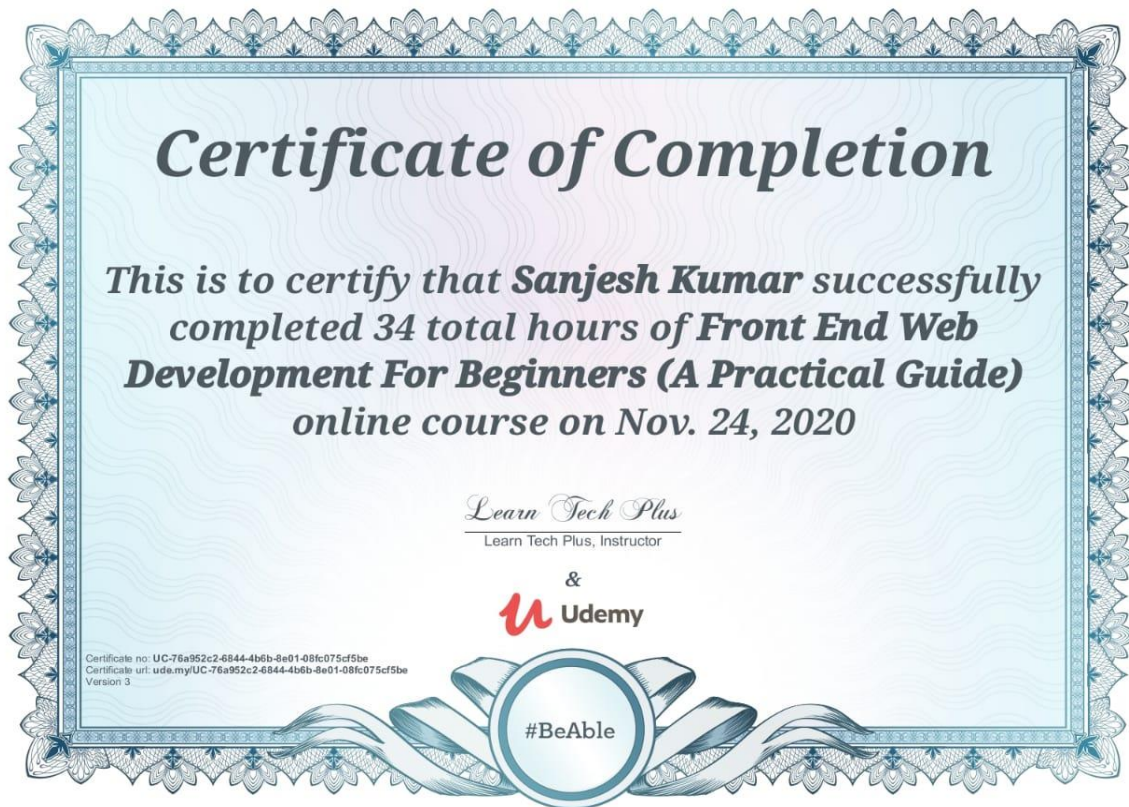 Certificate of Completion
This is to certify that Sanjesh Kumar successfully
completed 34 total hours of Front End Web
Development For Beginners (A Practical Guide)
online course on Nov. 24, 2020
Learn Tech Plus
Learn Tech Plus, Instructor
&
Udemy
Certificate no: UC-76a952c2-6844-4b6b-8e01-08fc075cf5be
Certificate url: ude.my/UC-76a952c2-6844-4b6b-8e01-08fc075cf5be
Version 3
#BeAble